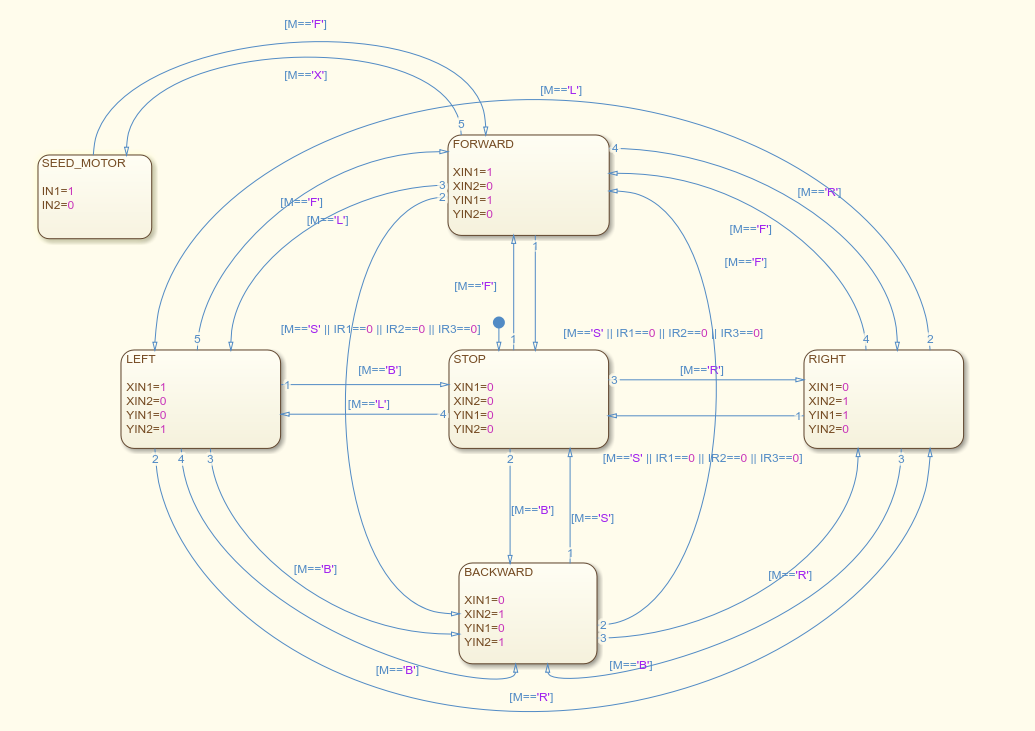 [M=='F']
[M=='X']
[M=='L']
5
SEED_MOTOR
IN1=1
IN2=0
FORWARD
XIN1=1
XIN2=0
YIN1=1
YIN2=0
4
3
2
1
[M=='R']
[M=='F']
[M=='L']
[M=='F']
[M=='F']
[M=='F']
[M=='S' || IR1==0 || IR2==0 || IR3==0]
[M=='S' || IR1==0 || IR2==0 || IR3==0]
5
1
4
2
LEFT
XIN1=1
XIN2=0
YIN1=0
YIN2=1
1
[M=='B']
[M=='L']
STOP
XIN1=0
XIN2=0
YIN1=0
YIN2=0
4
3
[M=='R']
1
RIGHT
XIN1=0
XIN2=1
YIN1=1
YIN2=0
2
4
3
2
3
[M=='S' || IR1==0 || IR2==0 || IR3==0]
[M=='B']
[M=='S']
1
[M=='B']
BACKWARD
XIN1=0
XIN2=1
YIN1=0
YIN2=1
2
3
[M=='R']
[M=='B']
[M=='B']
[M=='R']